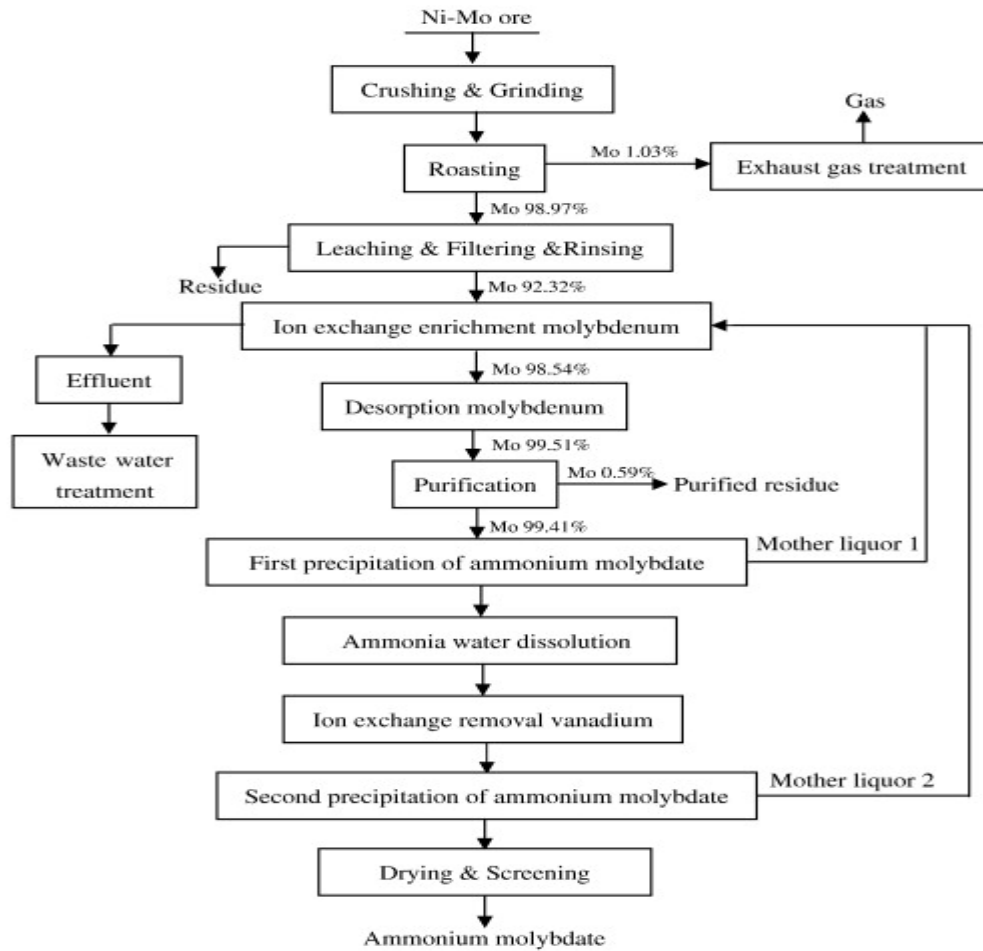 Ni-Mo ore
Crushing & Grinding
Gas
Roasting
Mo 1.03%
Exhaust gas treatment
Mo 98.97%
Leaching & Filtering &Rinsing
Residue
Mo 92.32%
Ion exchange enrichment molybdenum
Effluent
Mo 98.54%
Desorption molybdenum
Waste water
treatment
Mo 99.51%
Purification
Mo 0.59%
Purified residue
Mo 99.41%
Mother liquor 1
First precipitation of ammonium molybdate
Ammonia water dissolution
Ion exchange removal vanadium
Mother liquor 2
Second precipitation of ammonium molybdate
Drying & Screening
Ammonium molybdate